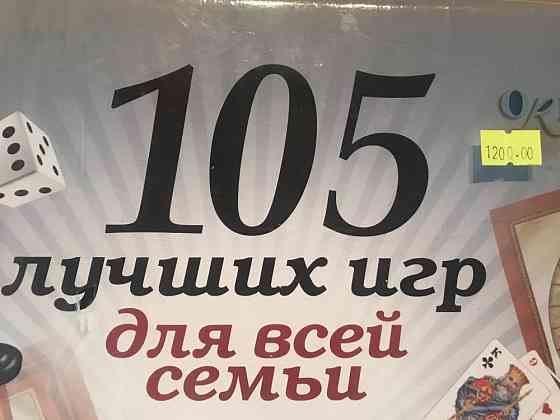 105
1200-00
лучших игр
для всей
семьи
K